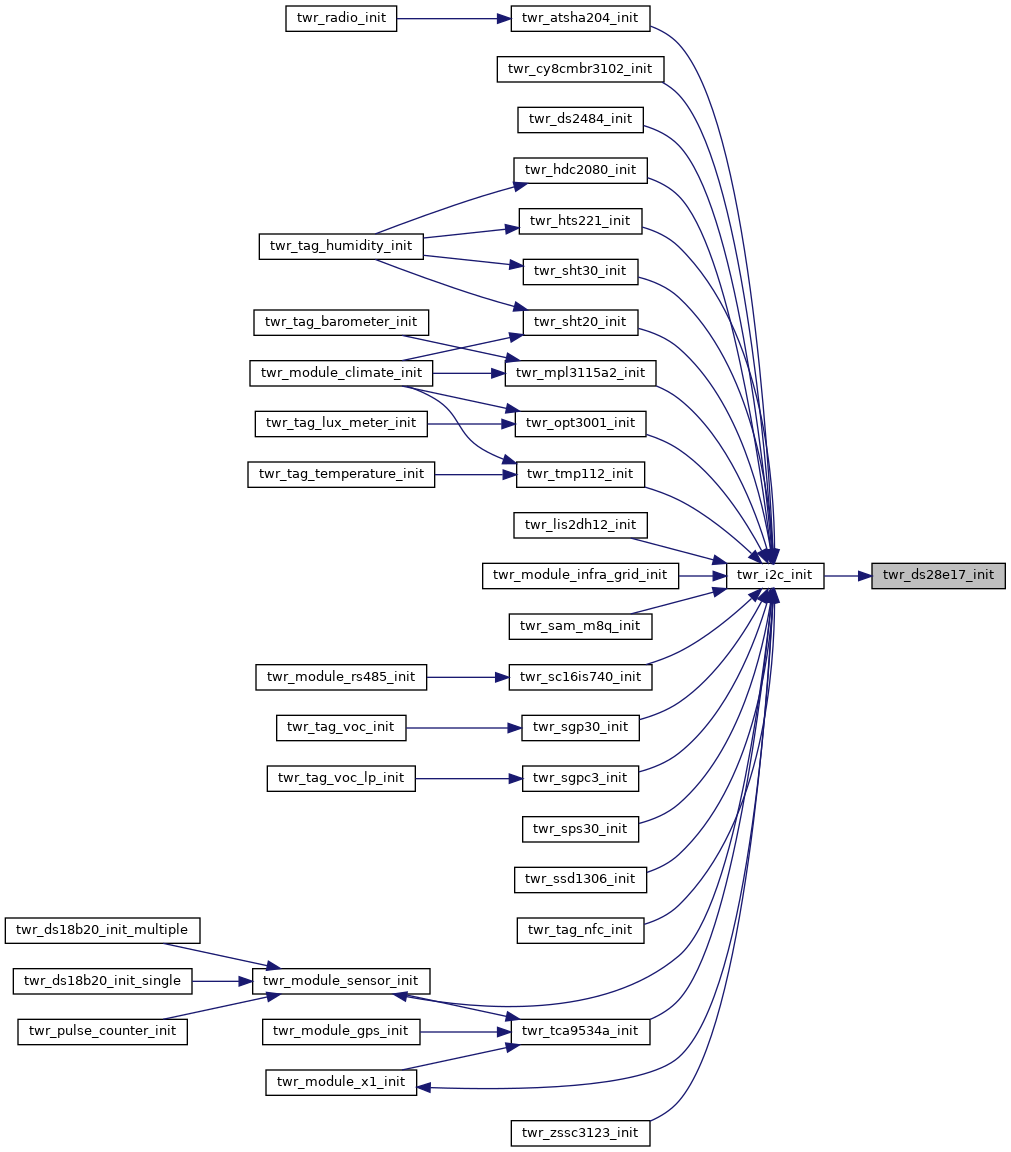 twr_radio_init
twr_atsha204_init
twr_cy8cmbr3102_init
twr_ds2484_init
twr_hdc2080_init
twr_hts221_init
twr_tag_humidity_init
twr_sht30_init
twr_tag_barometer_init
twr_sht20_init
twr_module_climate_init
twr_mpl3115a2_init
twr_tag_lux_meter_init
twr_opt3001_init
twr_tag_temperature_init
twr_tmp112_init
twr_lis2dh12_init
twr_module_infra_grid_init
twr_i2c_init
twr_ds28e17_init
twr_sam_m8q_init
twr_module_rs485_init
twr_sc16is740_init
twr_tag_voc_init
twr_sgp30_init
twr_tag_voc_lp_init
twr_sgpc3_init
twr_sps30_init
twr_ssd1306_init
twr_ds18b20_init_multiple
twr_tag_nfc_init
twr_ds18b20_init_single
twr_module_sensor_init
twr_pulse_counter_init
twr_module_gps_init
twr_tca9534a_init
twr_module_x1_init
twr_zssc3123_init